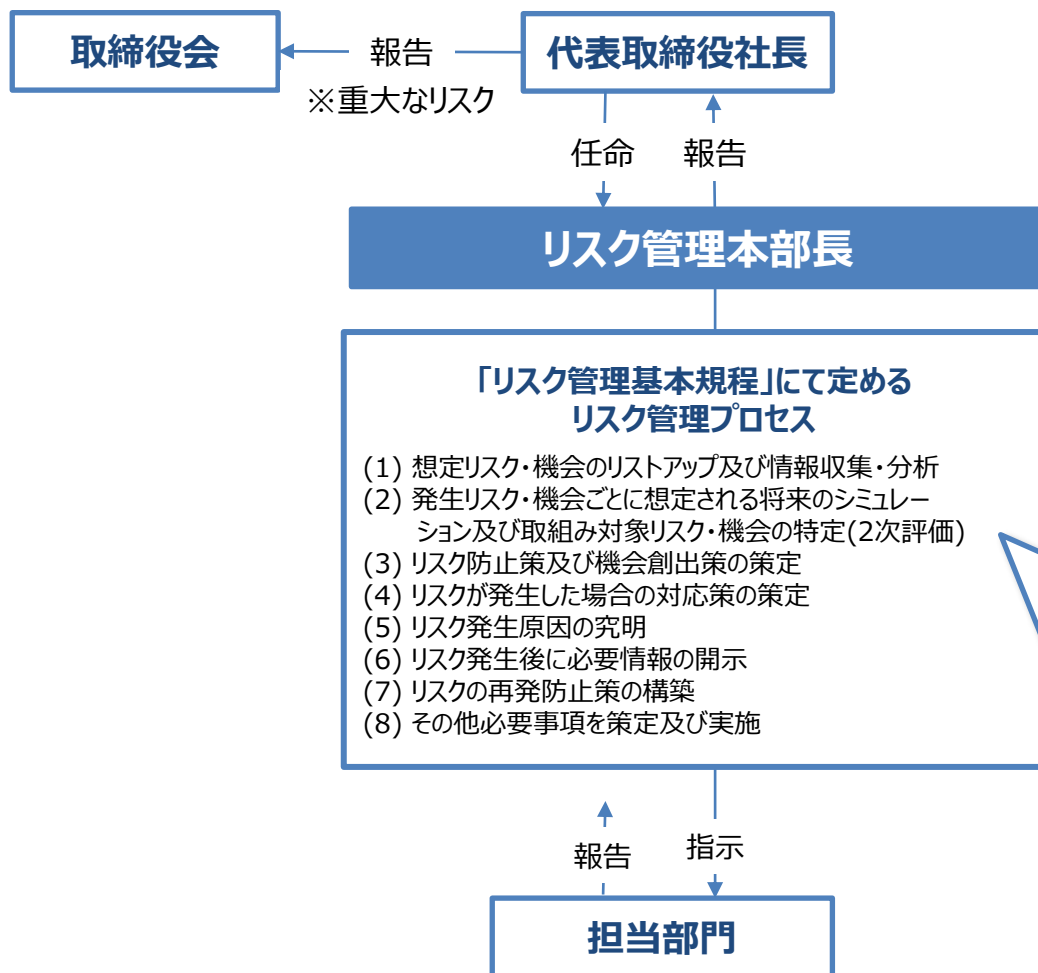 取締役会
報告
代表取締役社長
※重大なリスク
任命
報告
リスク管理本部長
「リスク管理基本規程」にて定める
リスク管理プロセス
(1) 想定リスク・機会のリストアップ及び情報収集・分析
(2) 発生リスク・機会ごとに想定される将来のシミュレー
ション及び取組み対象リスク・機会の特定(2次評価)
(3) リスク防止策及び機会創出策の策定
(4) リスクが発生した場合の対応策の策定
(5) リスク発生原因の究明
(6) リスク発生後に必要情報の開示
(7) リスクの再発防止策の構築
(8) その他必要事項を策定及び実施
報告
指示
担当部門